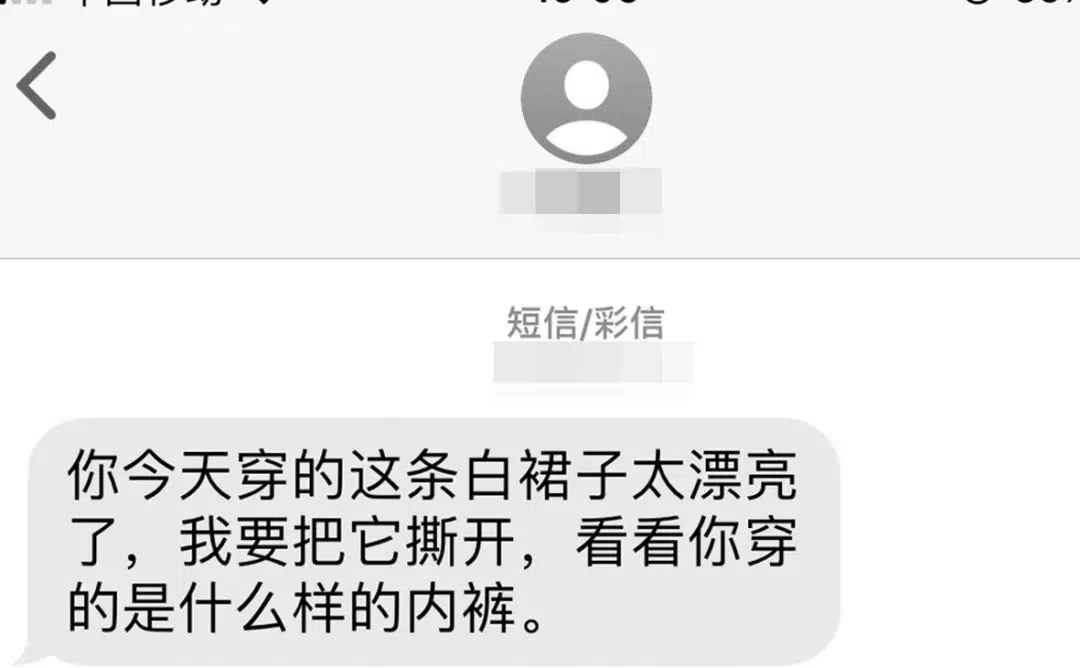 短信/彩信
你今天穿的这条白裙子太漂亮
了，我要把它撕开，看看你穿
的是什么样的内裤。